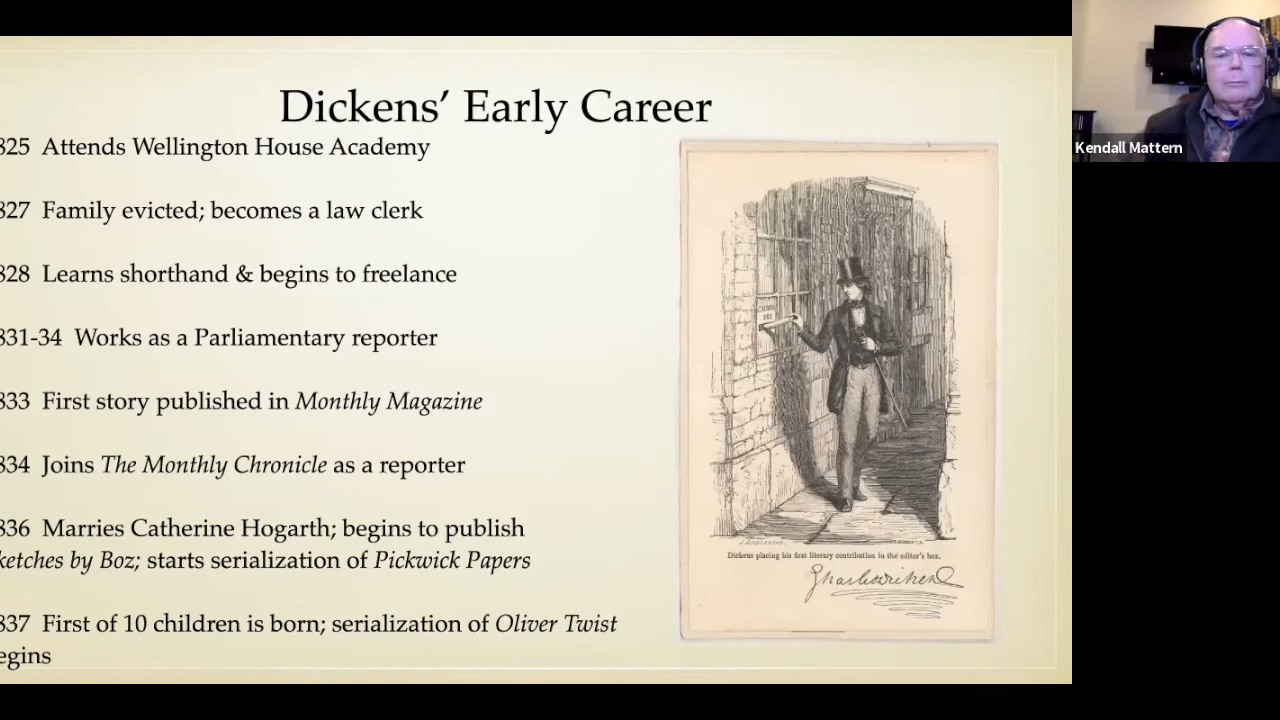 Dickens’ Early Career
825 Attends Wellington House Academy
827 Family evicted; becomes a law clerk
828 Learns shorthand & begins to freelance
831-34 Works as a Parliamentary reporter
833 First story published in Monthly Magazine
834 Joins The Monthly Chronicle as a reporter
836 Marries Catherine Hogarth; begins to publish
ketches by Boz; starts serialization of Pickwick Papers
837 First of 10 children is born; serialization of Oliver Twist
egins
Dickens placing his first literary contribution in the editor's box.
Kendall Mattern